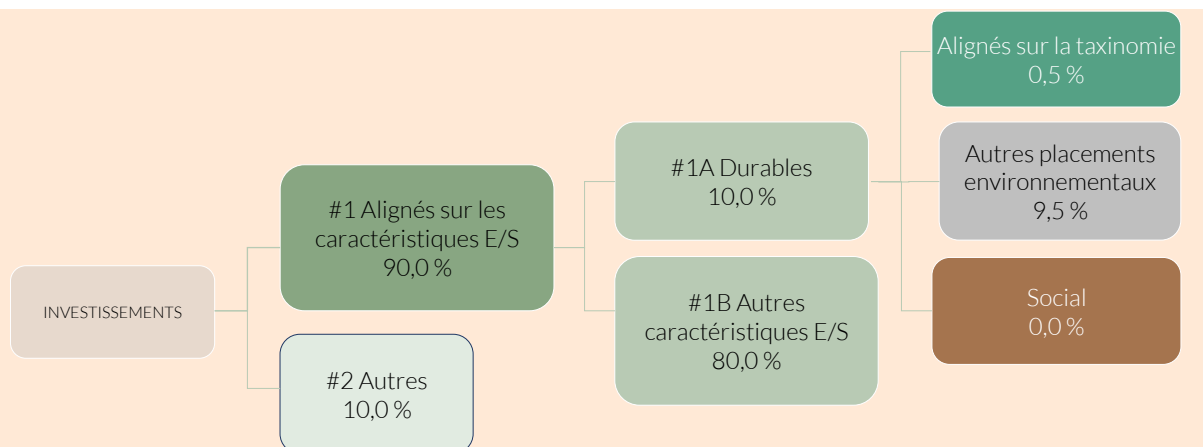 INVESTISSEMENTS
#1 Alignés sur les
caractéristiques E/S
90,0 %
#2 Autres
10,0 %
#1A Durables
10,0 %
#1B Autres
caractéristiques E/S
80,0 %
Alignés sur la taxinomie
0,5 %
Autres placements
environnementaux
9,5 %
Social
0,0 %